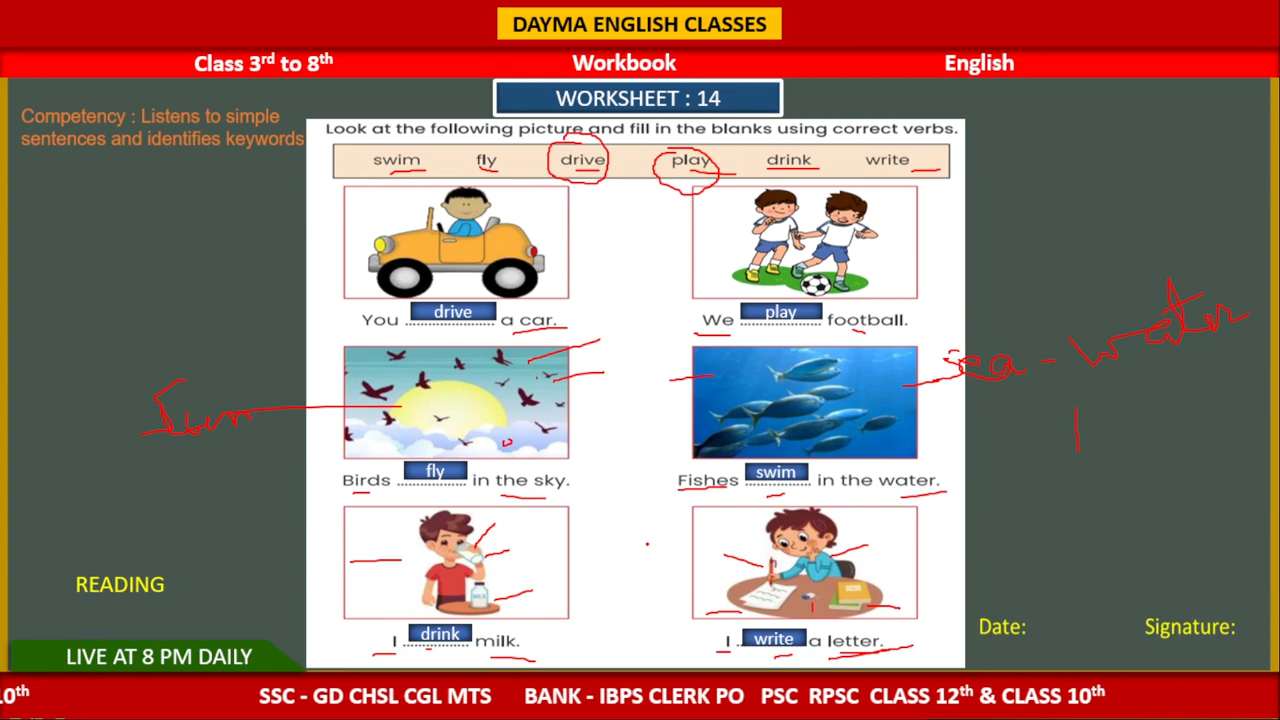 DAYMA ENGLISH CLASSES
Class 3rd to 8th Workbook English
WORKSHEET : 14
Competency : Listens to simple
sentences and identifies keywords
Look at the following picture and fill in the blanks using correct verbs.
swim fly drive play drink write
You drive a car.
We play football.
sea - water
Sun
Birds fly in the sky.
Fishes swim in the water.
READING
I drink milk.
I write a letter.
Date: Signature:
LIVE AT 8 PM DAILY
10th SSC - GD CHSL CGL MTS BANK - IBPS CLERK PO PSC RPSC CLASS 12th & CLASS 10th